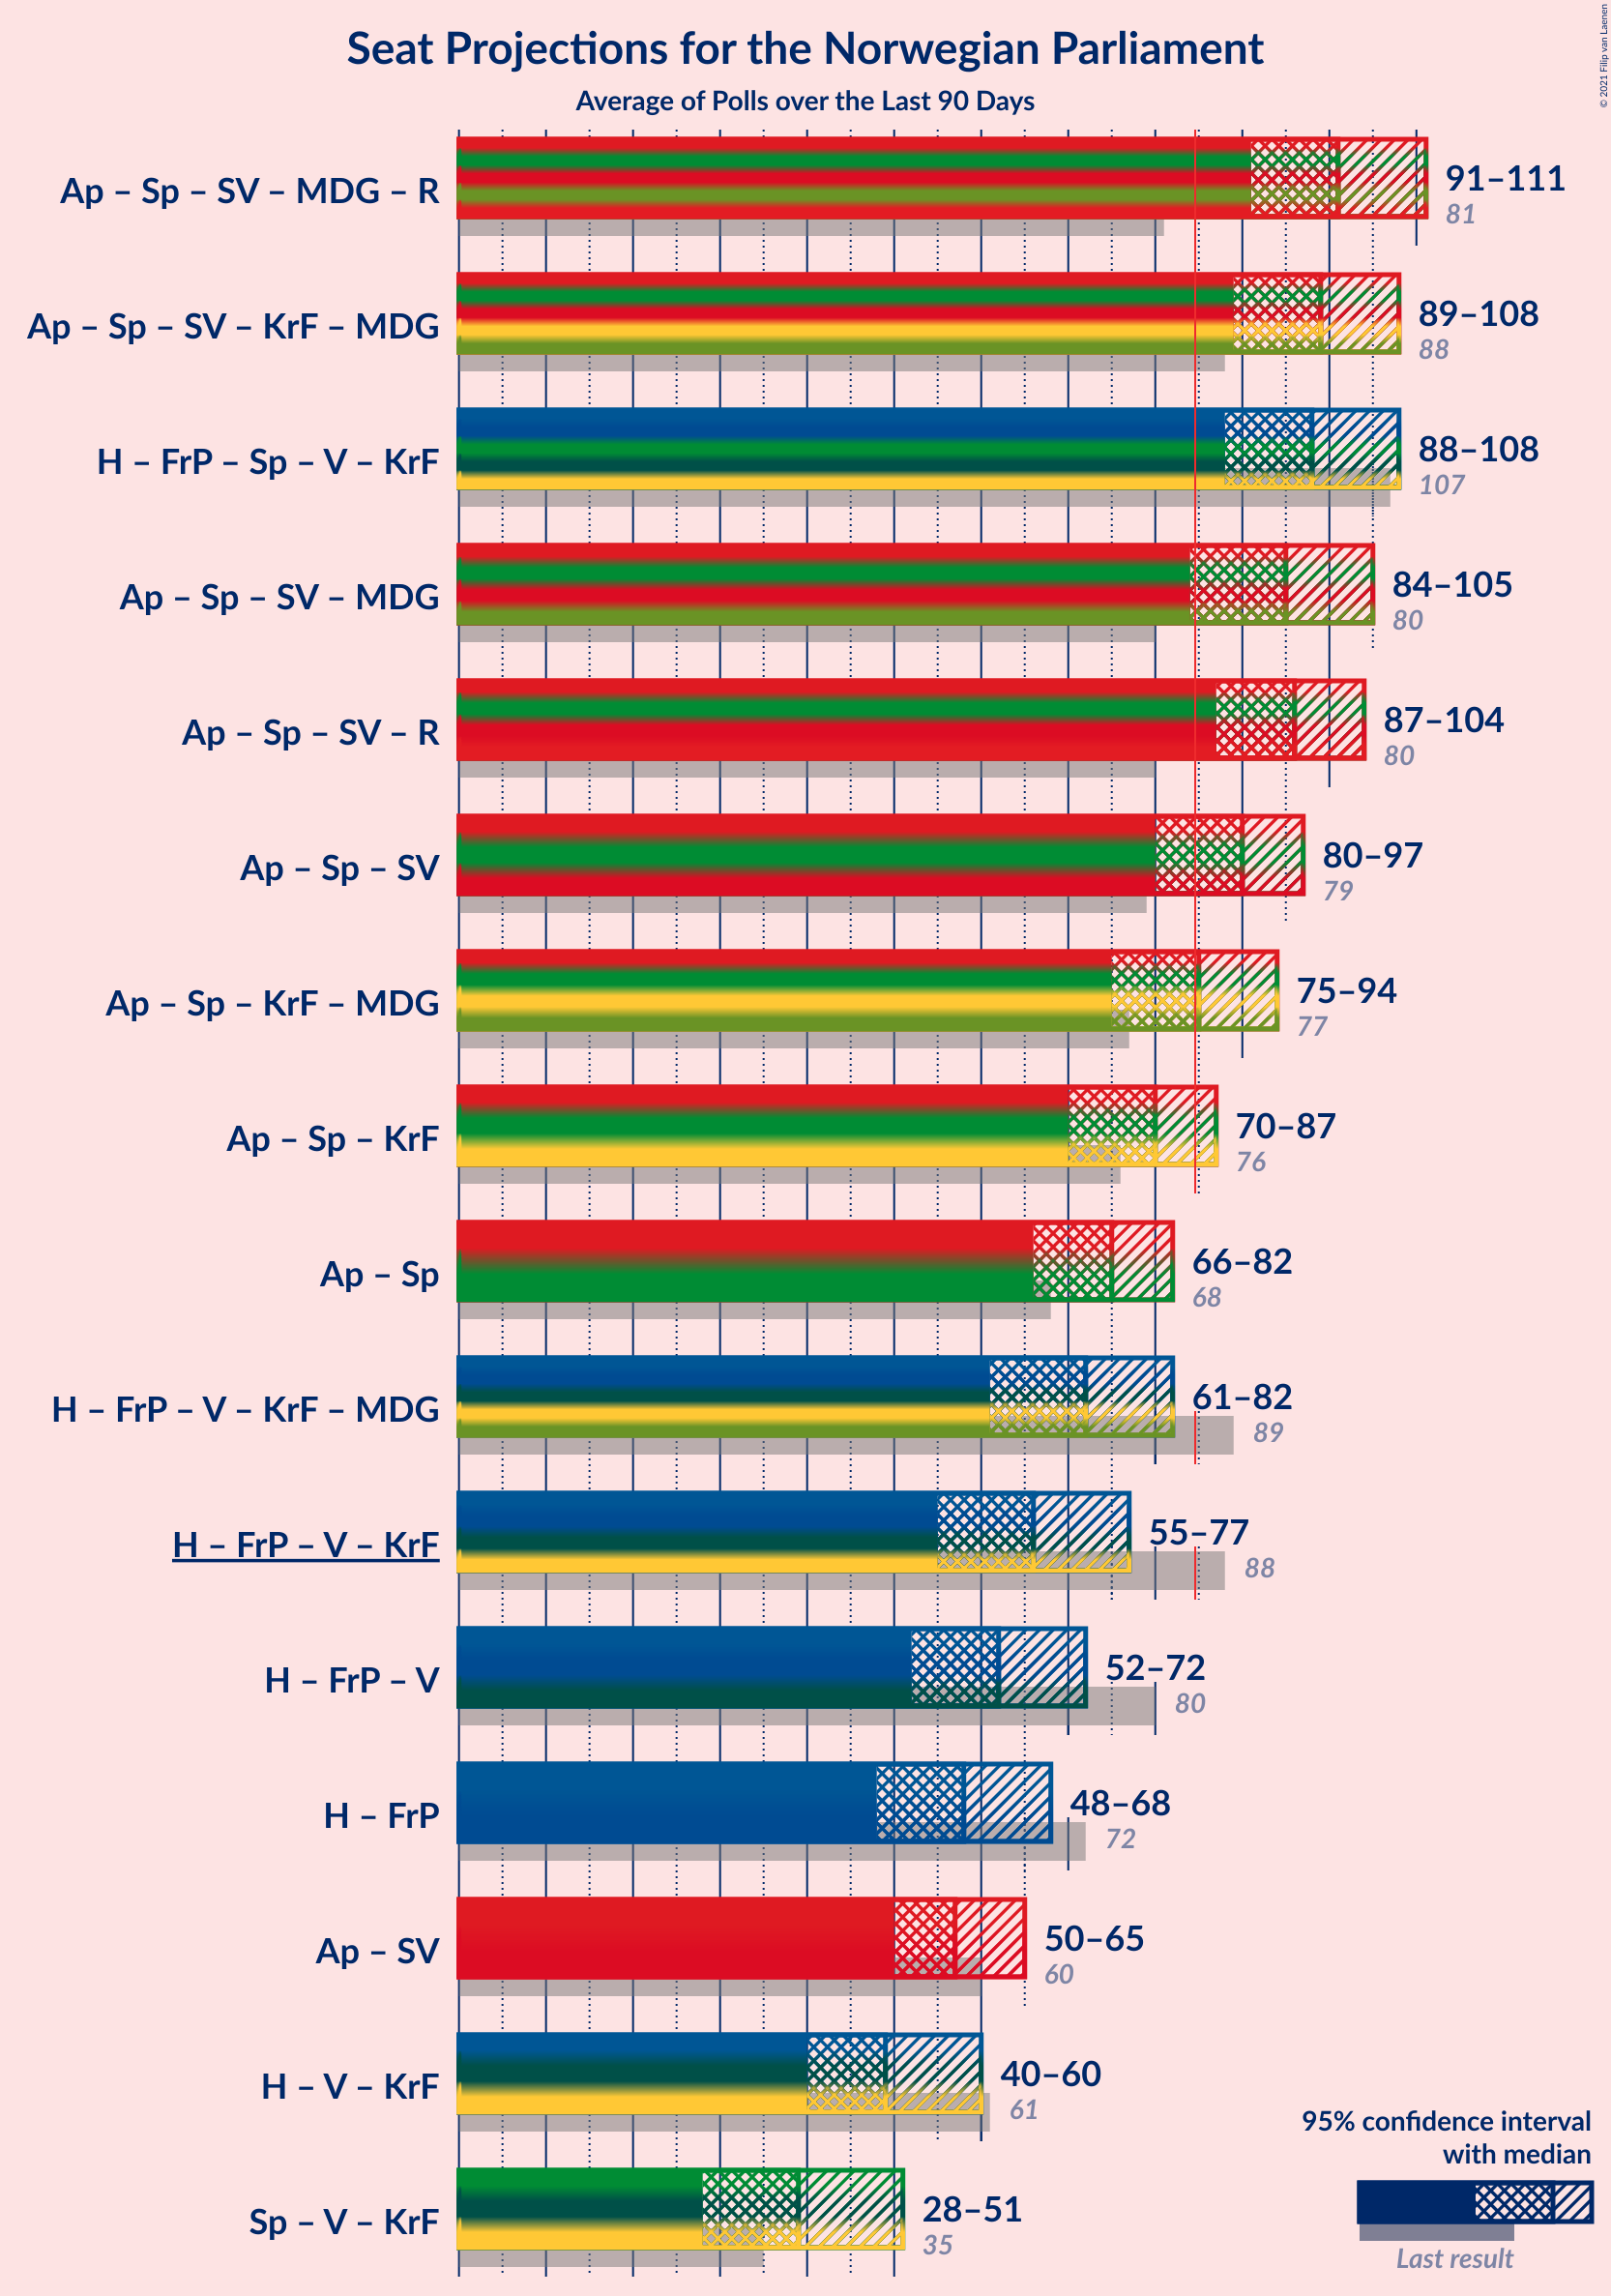 © 2021 Filip van Laenen
Seat Projections for the Norwegian Parliament
Average of Polls over the Last 90 Days
Ap – Sp – SV – MDG – R
91–111
81
Ap – Sp – SV – KrF – MDG
89–108
88
H – FrP – Sp – V – KrF
88–108
107
Ap – Sp – SV – MDG
84–105
80
Ap – Sp – SV – R
87–104
80
Ap – Sp – SV
80–97
79
Ap – Sp – KrF – MDG
75–94
77
Ap – Sp – KrF
70–87
76
Ap – Sp
66–82
68
H – FrP – V – KrF – MDG
61–82
89
H – FrP – V – KrF
55–77
88
H – FrP – V
52–72
80
H – FrP
48–68
72
Ap – SV
50–65
60
H – V – KrF
40–60
61
Sp – V – KrF
28–51
35
95% confidence interval
with median
Last result